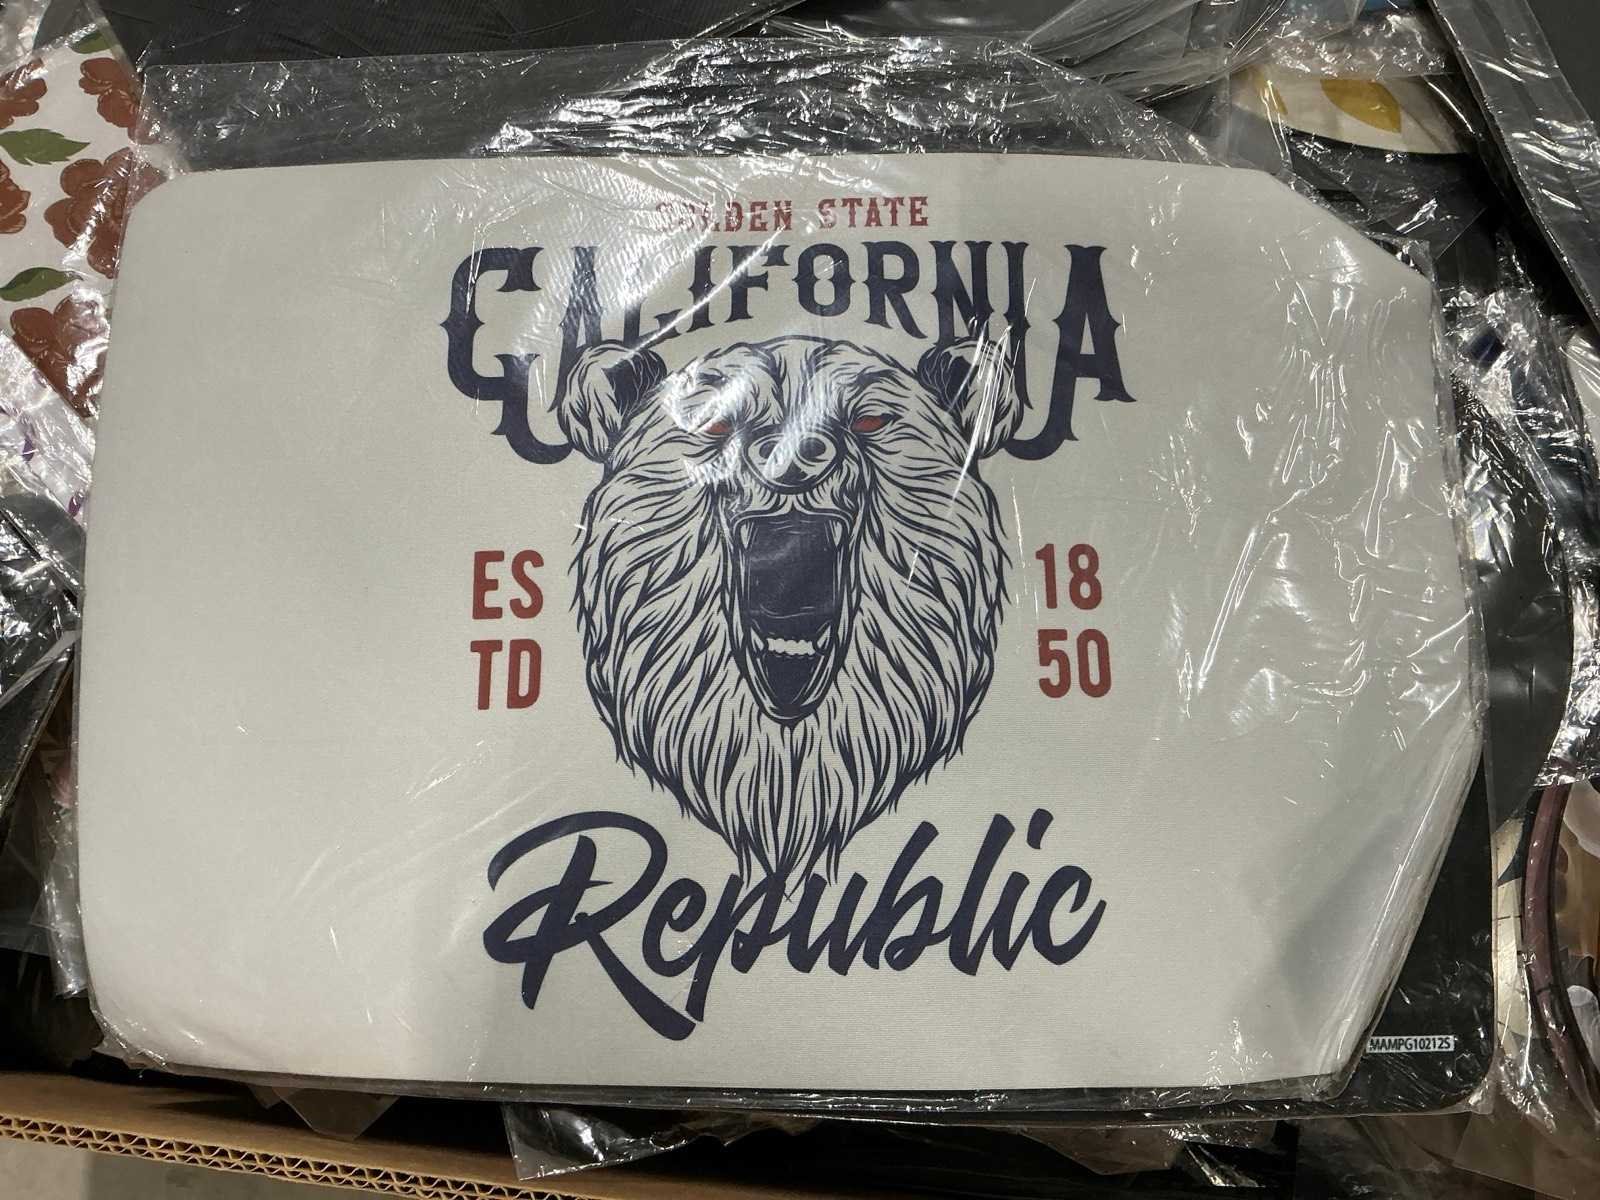 GOLDEN STATE
CALIFORNIA
ES 18
TD 50
Republic
MAMPG10212S